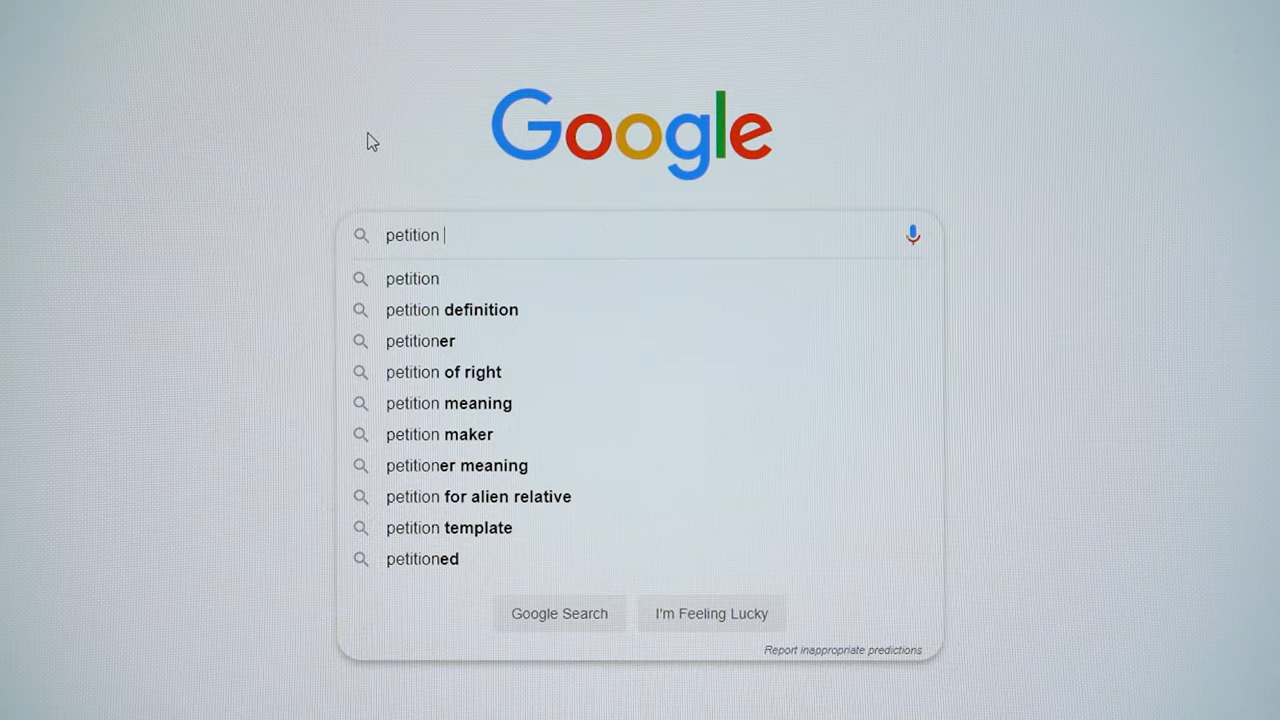 Google
petition
petition
petition definition
petitioner
petition of right
petition meaning
petition maker
petitioner meaning
petition for alien relative
petition template
petitioned
Google Search I'm Feeling Lucky
Report inappropriate predictions